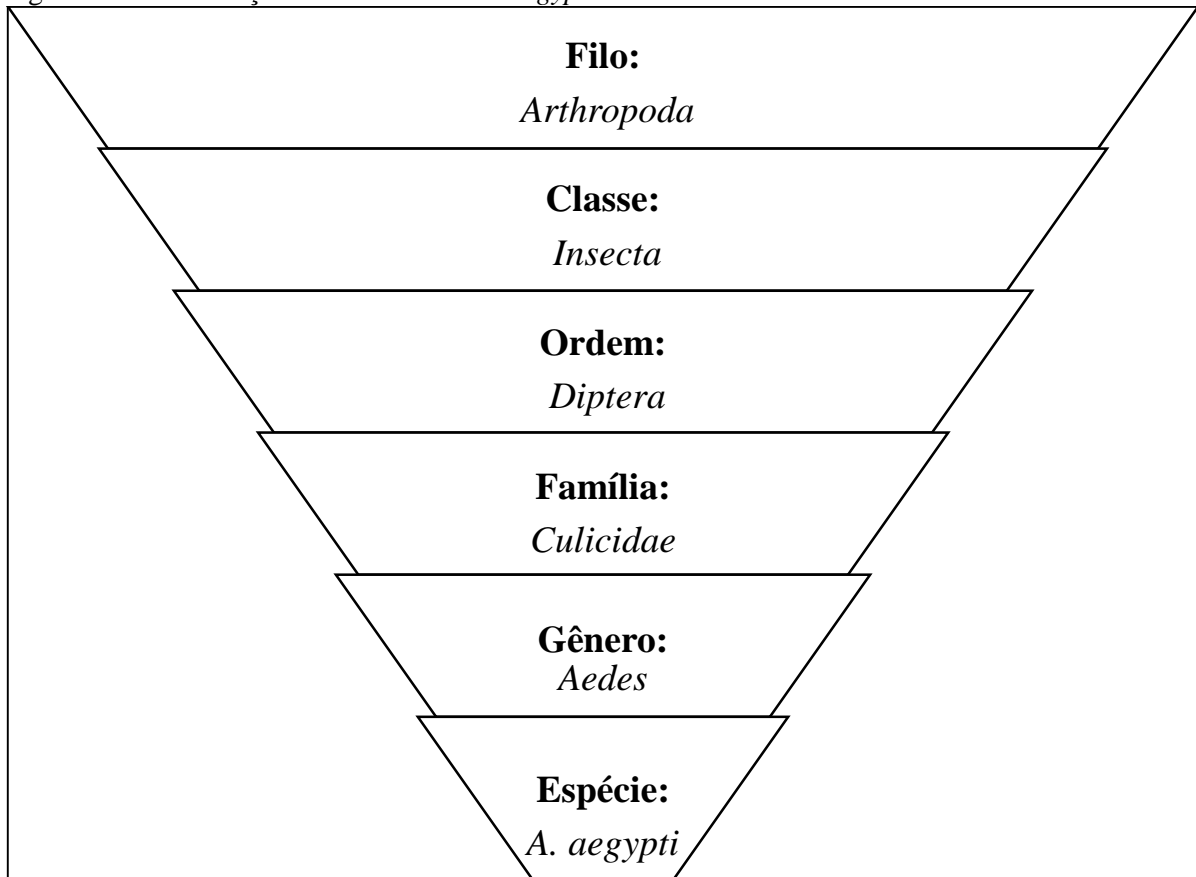 Filo:
Arthropoda
Classe:
Insecta
Ordem:
Diptera
Família:
Culicidae
Gênero:
Aedes
Espécie:
A. aegypti